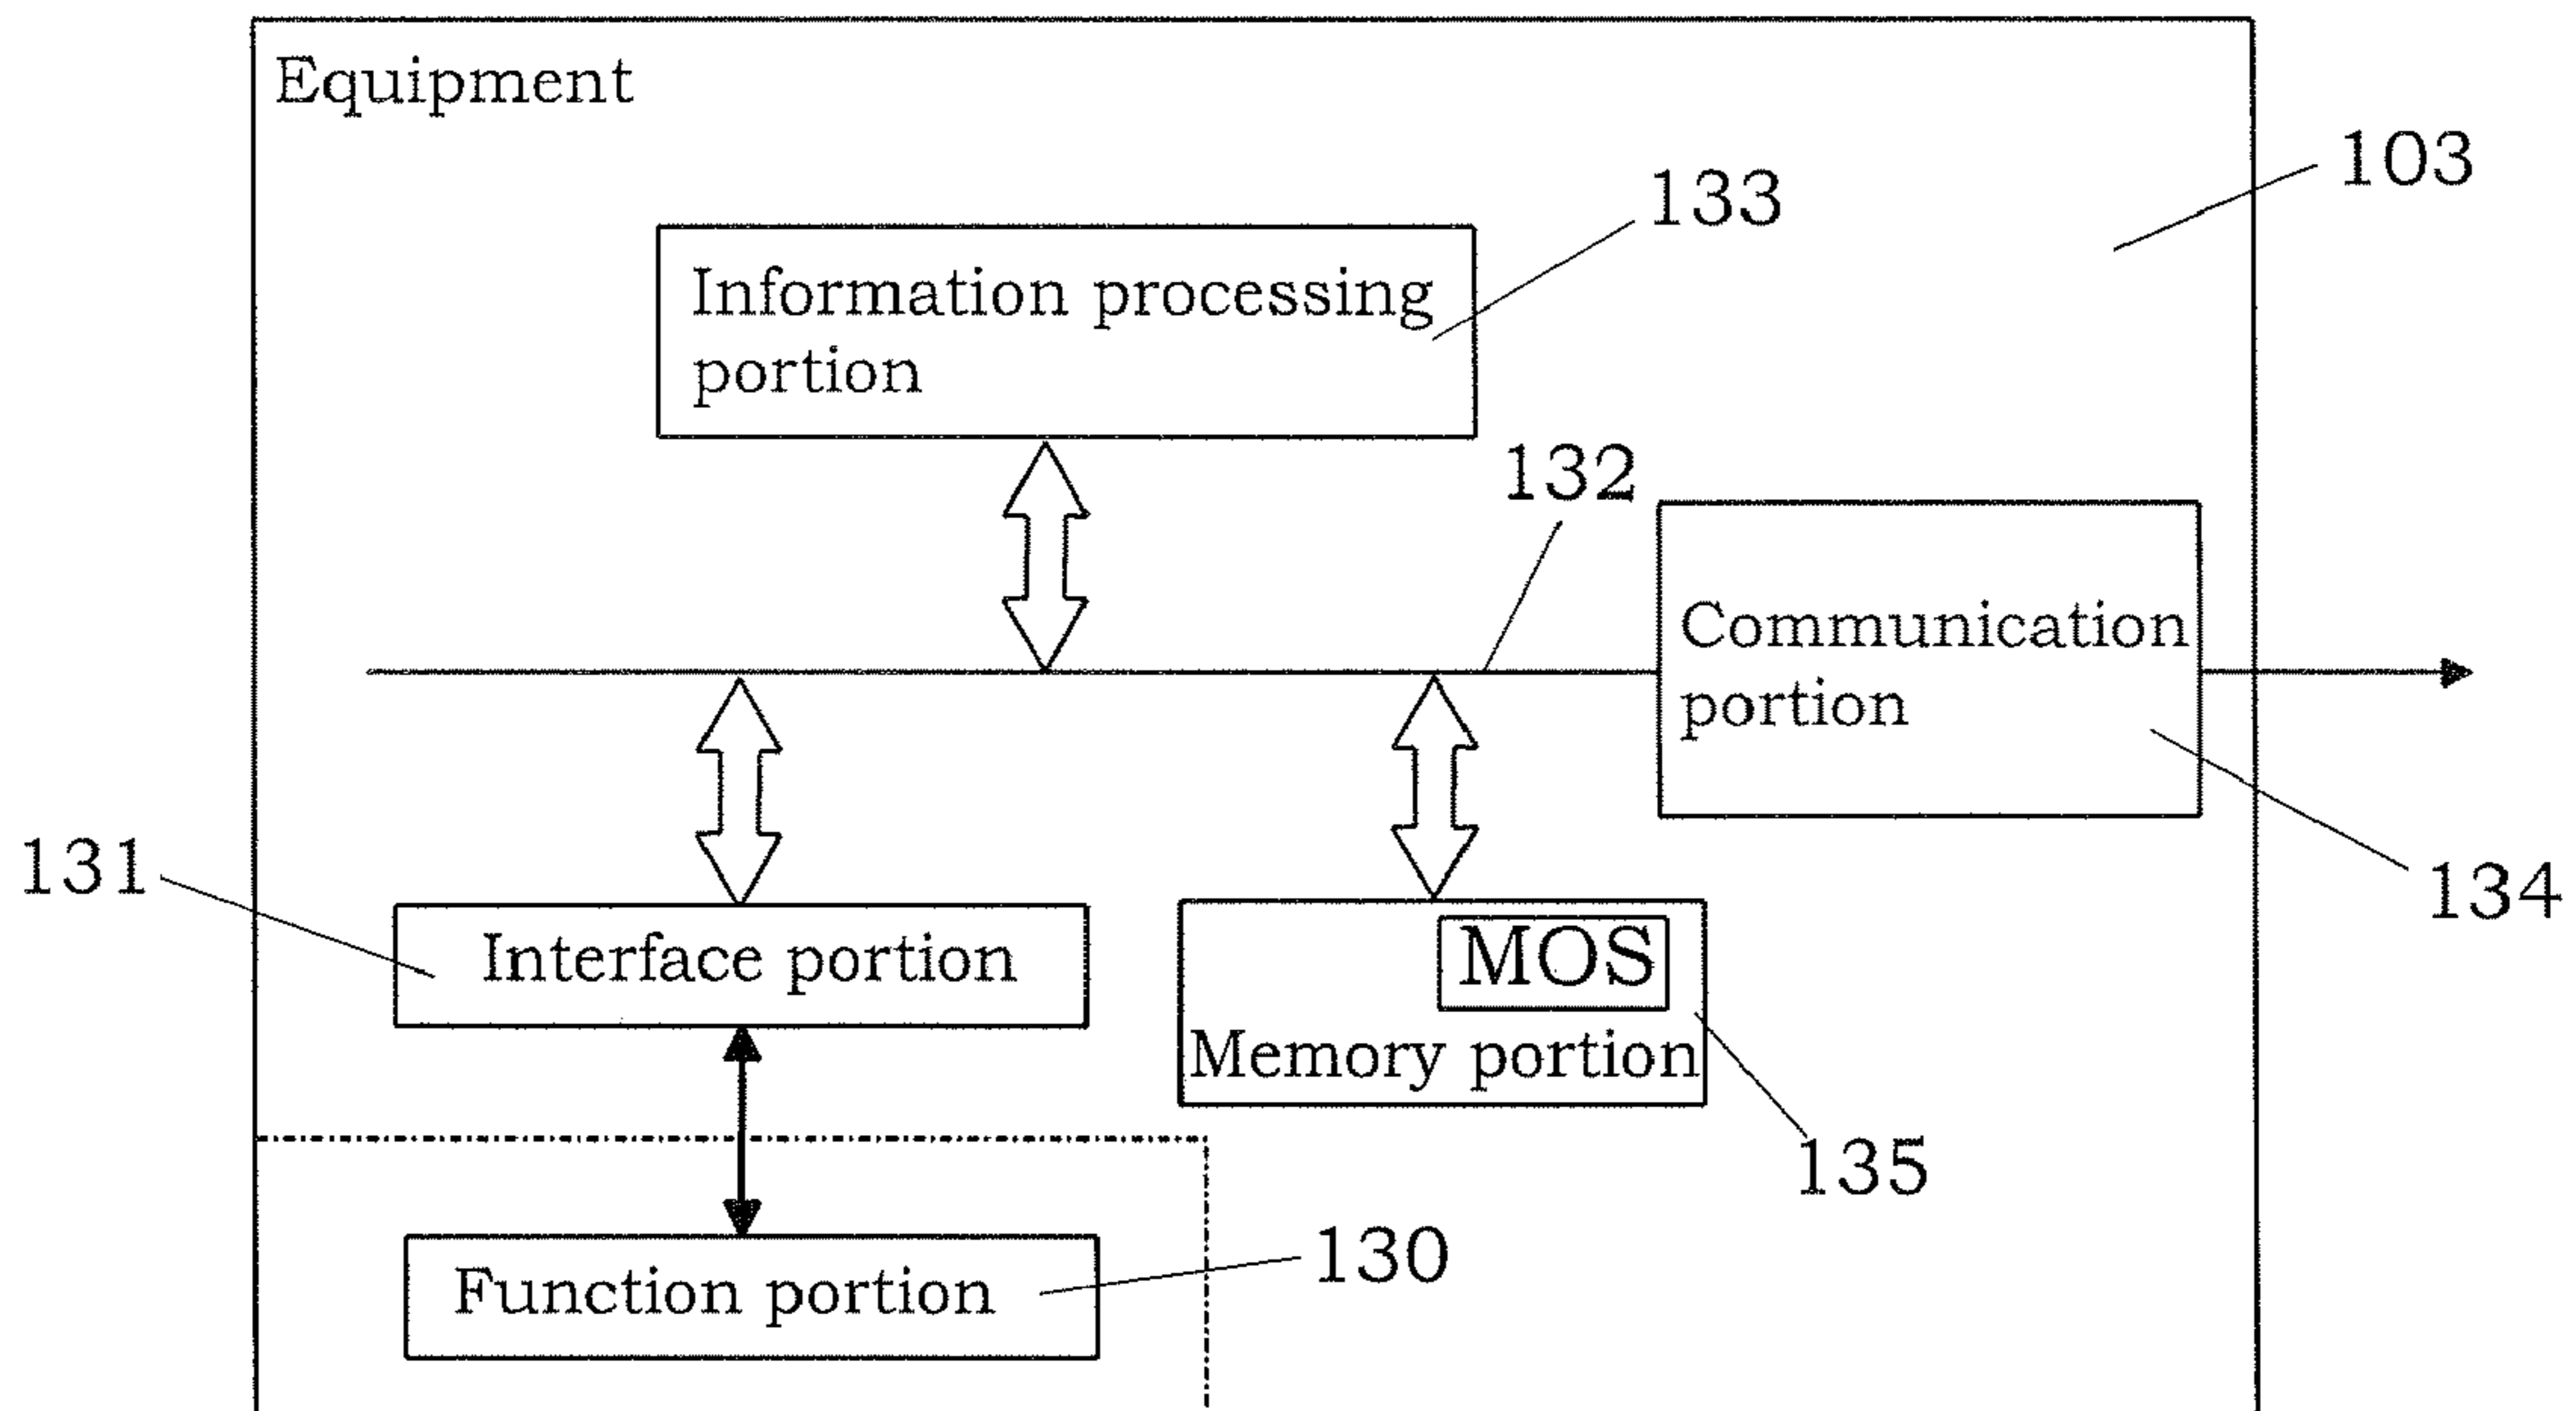 Equipment
103
133
Information processing
portion
132
Communication
portion
134
131
Interface portion
MOS
Memory portion
135
130
Function portion